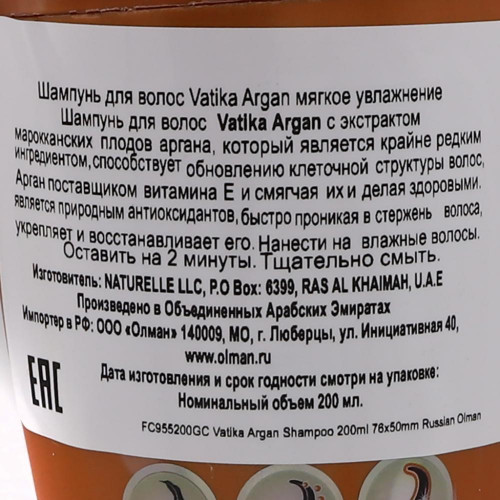 Шампунь для волос Vatika Argan мягкое увлажнение
Шампунь для волос Vatika Argan с экстрактом
марокканских плодов аргана, который является крайне редким
ингредиентом, способствует обновлению клеточной структуры волос,
Арган поставщиком витамина Е и смягчая их и делая здоровыми.
является природным антиоксидантов, быстро проникая в стержень волоса,
укрепляет и восстанавливает его. Нанести на влажные волосы.
Оставить на 2 минуты. Тщательно смыть.
Изготовитель: NATURELLE LLC, P.O Box: 6399, RAS AL KHAIMAH, U.A.E
Произведено в Объединенных Арабских Эмиратах
Импортер в РФ: ООО «Олман» 140009, МО, г. Люберцы, ул. Инициативная 40,
www.olman.ru
Дата изготовления и срок годности смотри на упаковке:
Номинальный объем 200 мл.
EAC
FC955200GC Vatika Argan Shampoo 200ml 76x50mm Russian Olman